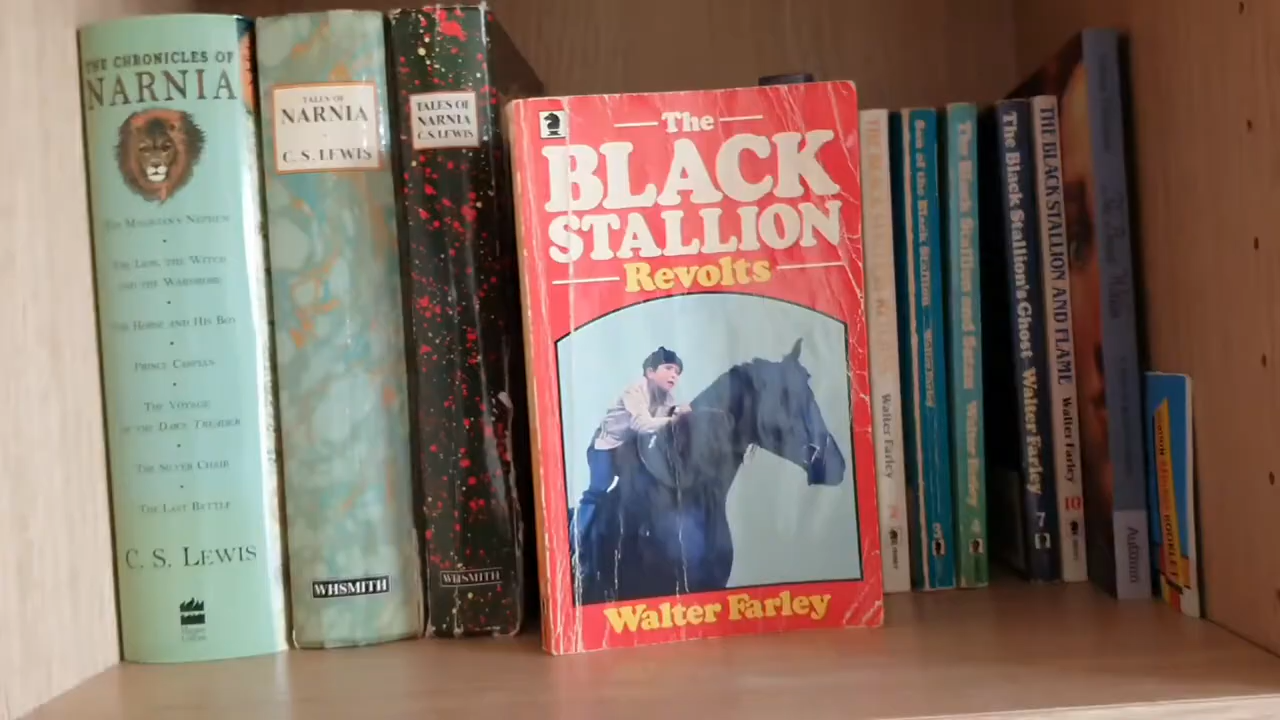 THE CHRONICLES OF
NARNIA
THE MAGICIAN'S NEPHEW
THE LION, THE WITCH
AND THE WARDROBE
THE HORSE AND HIS BOY
PRINCE CASPIAN
THE VOYAGE
OF THE DAWN TREADER
THE SILVER CHAIR
THE LAST BATTLE
C. S. LEWIS
TALES OF
NARNIA
C. S. LEWIS
WHSMITH
TALES OF
NARNIA
C.S. LEWIS
WHSMITH
The
BLACK
STALLION
Revolts
Walter Farley
Walter Farley
Son of the Black Stallion Walter Farley 3
The Black Stallion and Walter Farley 4
The Black Stallion's Ghost Walter Farley 7
THE BLACK STALLION AND FLAME Walter Farley 10
Autumn